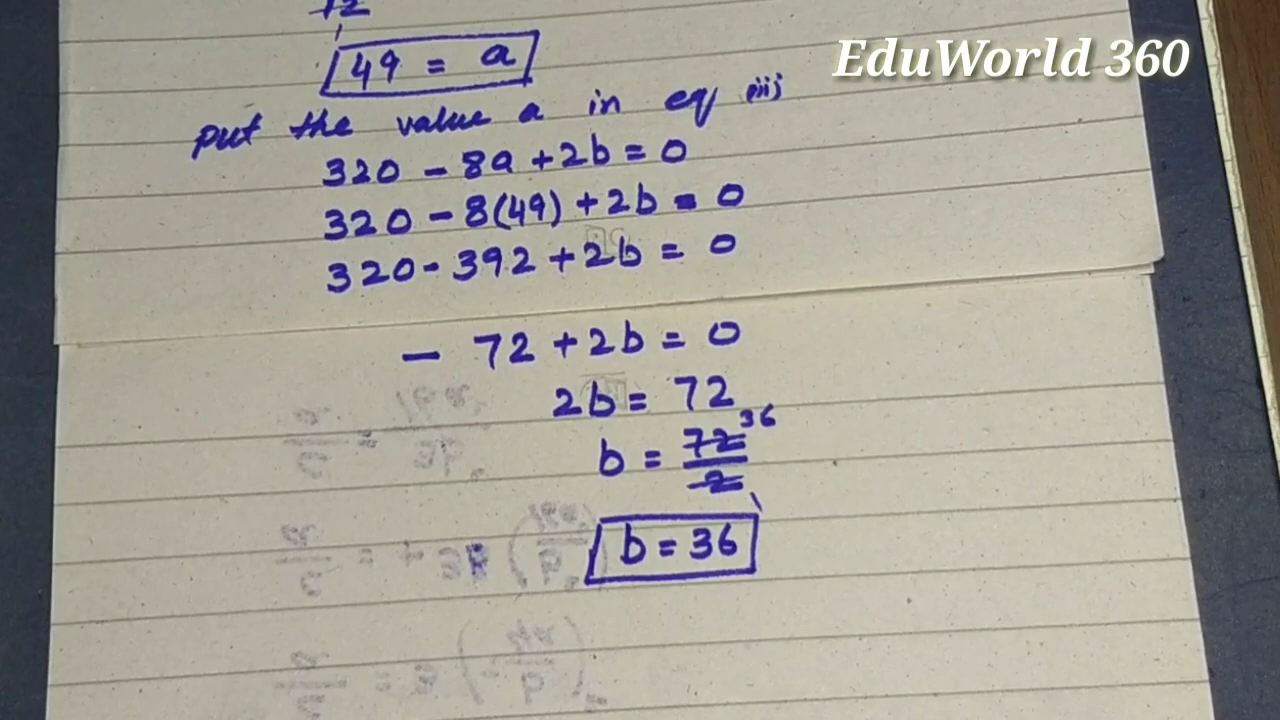 12
49 = a
EduWorld 360
put the value a in eq iii)
320 - 8a + 2b = 0
320 - 8(49) + 2b = 0
320 - 392 + 2b = 0
- 72 + 2b = 0
2b = 72
b = 72/2 36
b = 36